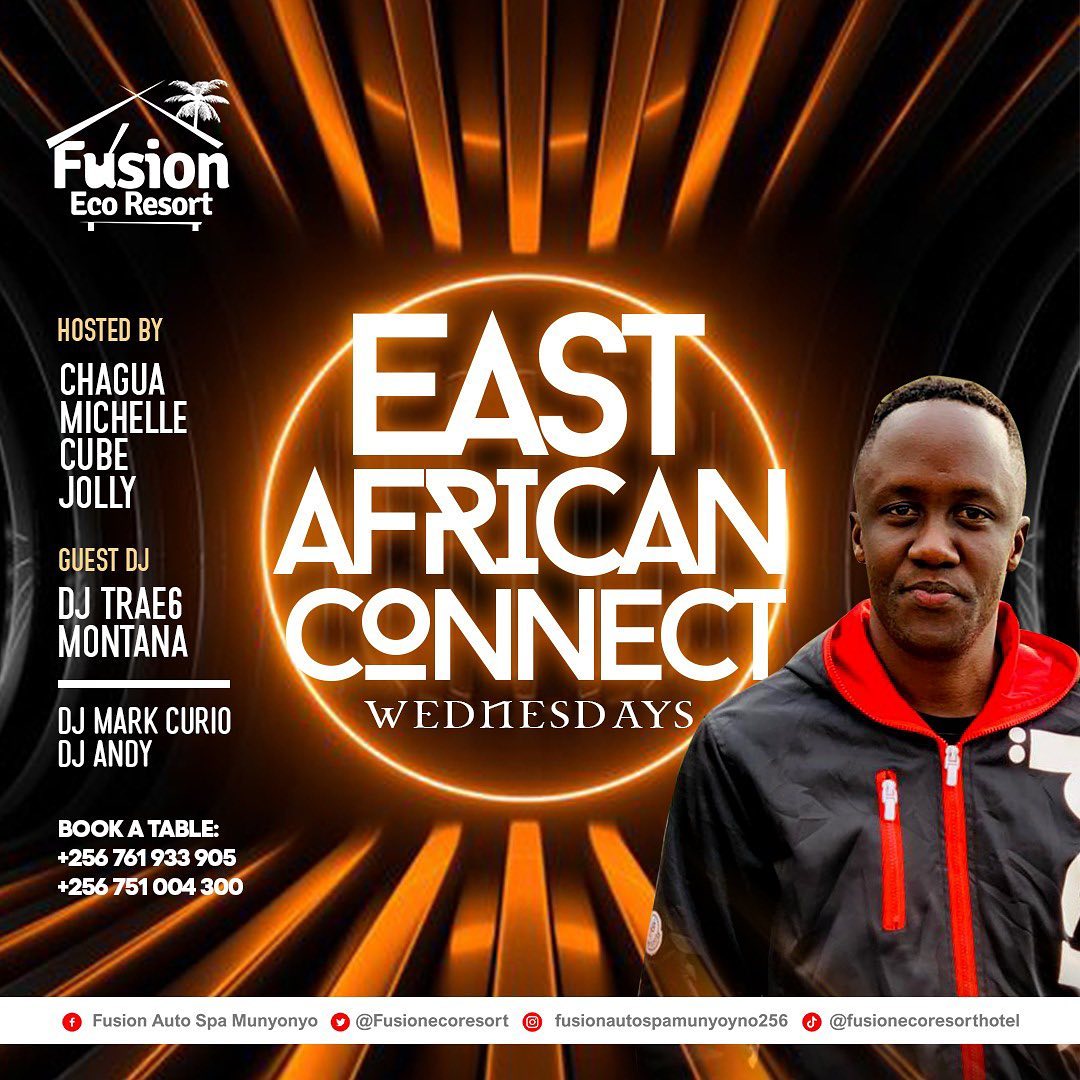 Fusion
Eco Resort
HOSTED BY
CHAGUA
MICHELLE
CUBE
JOLLY
GUEST DJ
DJ TRAE6
MONTANA
DJ MARK CURIO
DJ ANDY
BOOK A TABLE:
+256 761 933 905
+256 751 004 300
EAST
AFRICAN
CONNECT
WEDNESDAYS
Fusion Auto Spa Munyonyo @Fusionecoresort fusionautospamunyoyno256 @fusionecoresorthotel